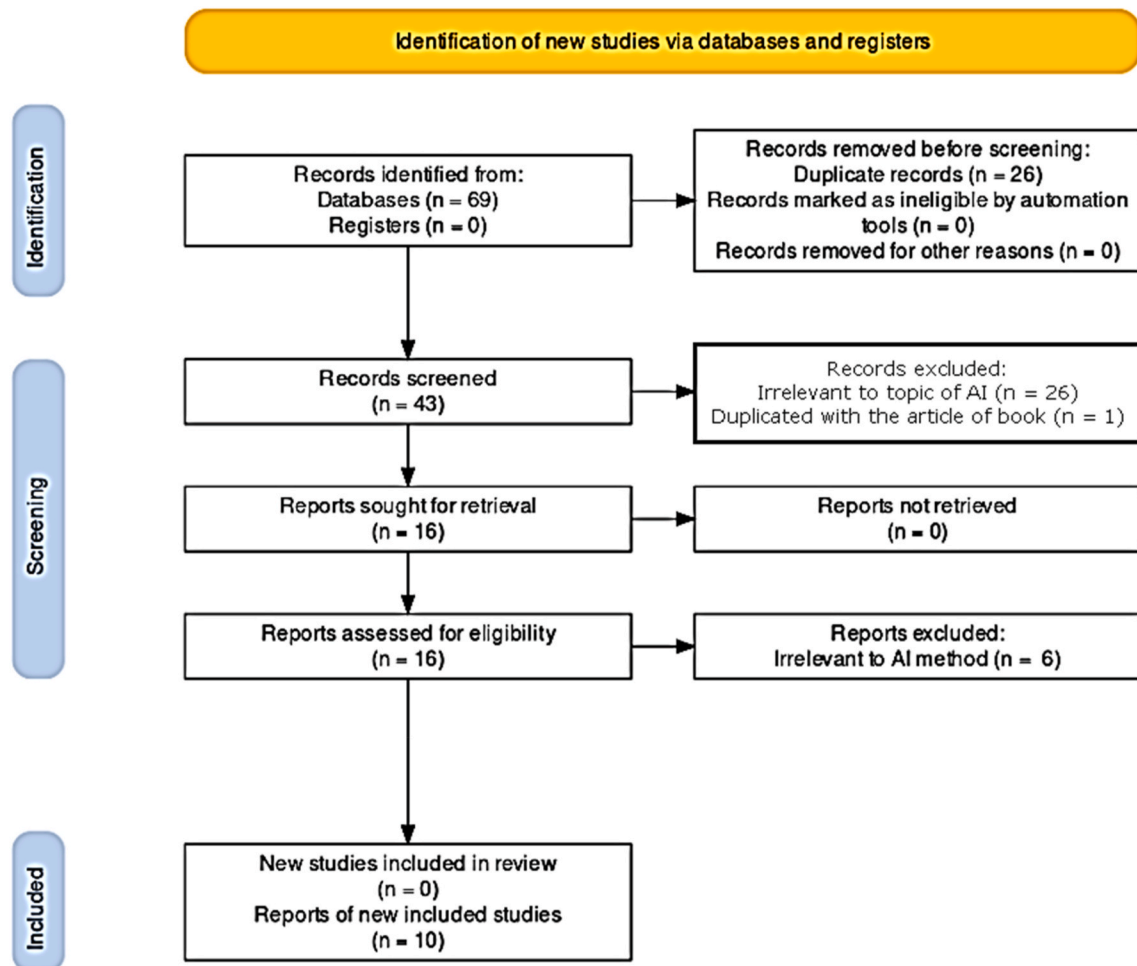 Identification of new studies via databases and registers
Identification
Records identified from:
Databases (n = 69)
Registers (n = 0)
Records removed before screening:
Duplicate records (n = 26)
Records marked as ineligible by automation
tools (n = 0)
Records removed for other reasons (n = 0)
Screening
Records screened
(n = 43)
Records excluded:
Irrelevant to topic of AI (n = 26)
Duplicated with the article of book (n = 1)
Reports sought for retrieval
(n = 16)
Reports not retrieved
(n = 0)
Reports assessed for eligibility
(n = 16)
Reports excluded:
Irrelevant to AI method (n = 6)
Included
New studies included in review
(n = 0)
Reports of new included studies
(n = 10)